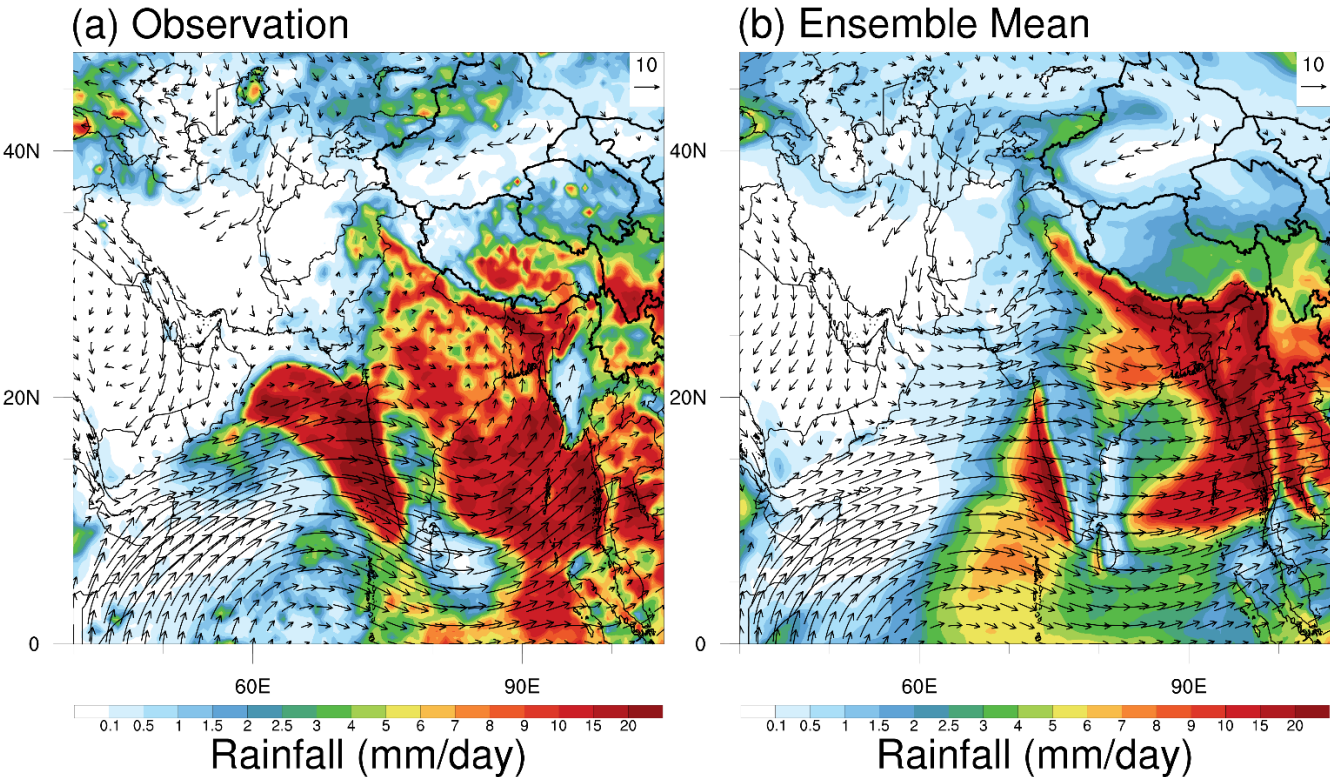 (a) Observation
(b) Ensemble Mean
10
10
40N
40N
20N
20N
0
0
60E 90E
60E 90E
0.1 0.5 1 1.5 2 2.5 3 4 5 6 7 8 9 10 15 20
0.1 0.5 1 1.5 2 2.5 3 4 5 6 7 8 9 10 15 20
Rainfall (mm/day)
Rainfall (mm/day)